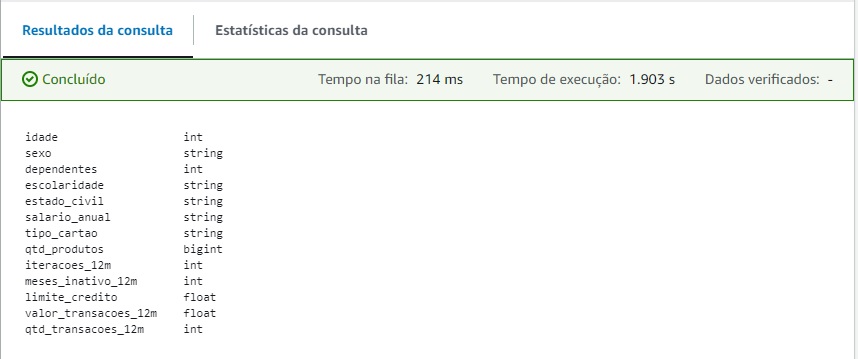 Resultados da consulta Estatísticas da consulta
Concluído Tempo na fila: 214 ms Tempo de execução: 1.903 s Dados verificados: -
idade int
sexo string
dependentes int
escolaridade string
estado_civil string
salario_anual string
tipo_cartao string
qtd_produtos bigint
iteracoes_12m int
meses_inativo_12m int
limite_credito float
valor_transacoes_12m float
qtd_transacoes_12m int